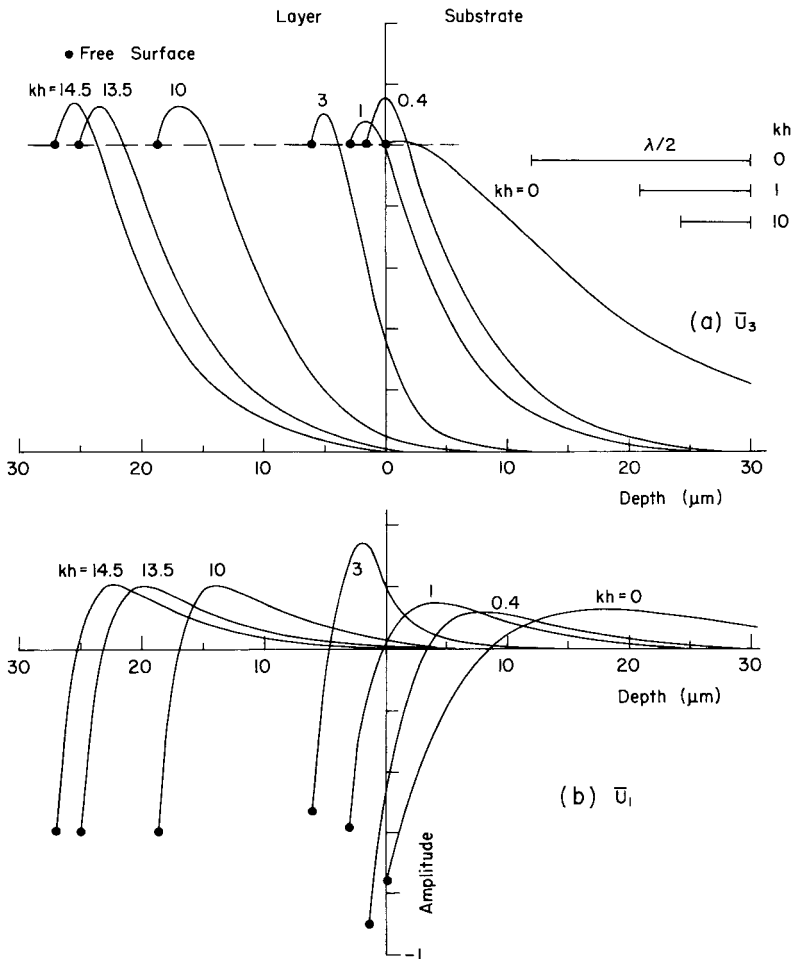 Layer Substrate
• Free Surface
kh=14.5 13.5 10 3 1 0.4
kh
λ/2 0
kh=0 1
10
(a) Ū₃
30 20 10 0 10 20 30
Depth (μm)
kh=14.5 13.5 10 3 1 0.4 kh=0
30 20 10 10 20 30
Depth (μm)
(b) Ū₁
Amplitude
-1